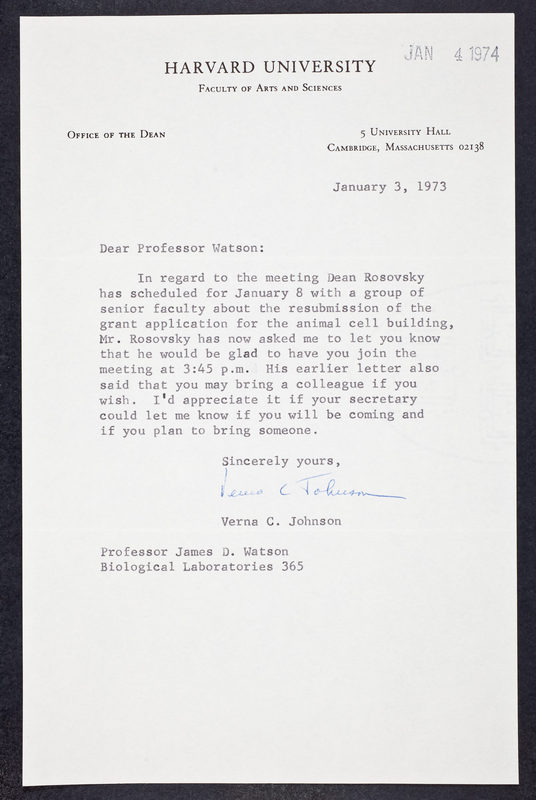 JAN 4 1974
HARVARD UNIVERSITY
FACULTY OF ARTS AND SCIENCES
OFFICE OF THE DEAN
5 UNIVERSITY HALL
CAMBRIDGE, MASSACHUSETTS 02138
January 3, 1973
Dear Professor Watson:
In regard to the meeting Dean Rosovsky
has scheduled for January 8 with a group of
senior faculty about the resubmission of the
grant application for the animal cell building,
Mr. Rosovsky has now asked me to let you know
that he would be glad to have you join the
meeting at 3:45 p.m. His earlier letter also
said that you may bring a colleague if you
wish. I'd appreciate it if your secretary
could let me know if you will be coming and
if you plan to bring someone.
Sincerely yours,
Verna C Johnson
Verna C. Johnson
Professor James D. Watson
Biological Laboratories 365